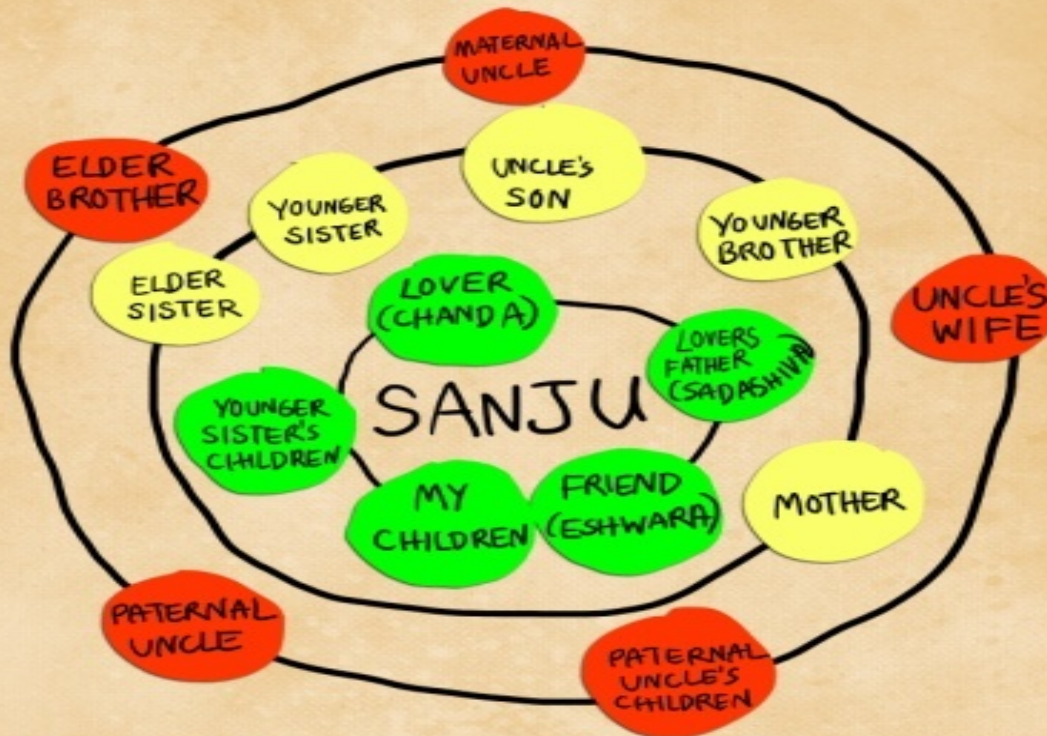 MATERNAL
UNCLE
ELDER
BROTHER
YOUNGER
SISTER
UNCLE'S
SON
YOUNGER
BROTHER
ELDER
SISTER
LOVER
(CHANDA)
UNCLE'S
WIFE
LOVERS
FATHER
(SADASHIVA)
SANJU
YOUNGER
SISTER'S
CHILDREN
MY
CHILDREN
FRIEND
(ESHWARA)
MOTHER
PATERNAL
UNCLE
PATERNAL
UNCLE'S
CHILDREN